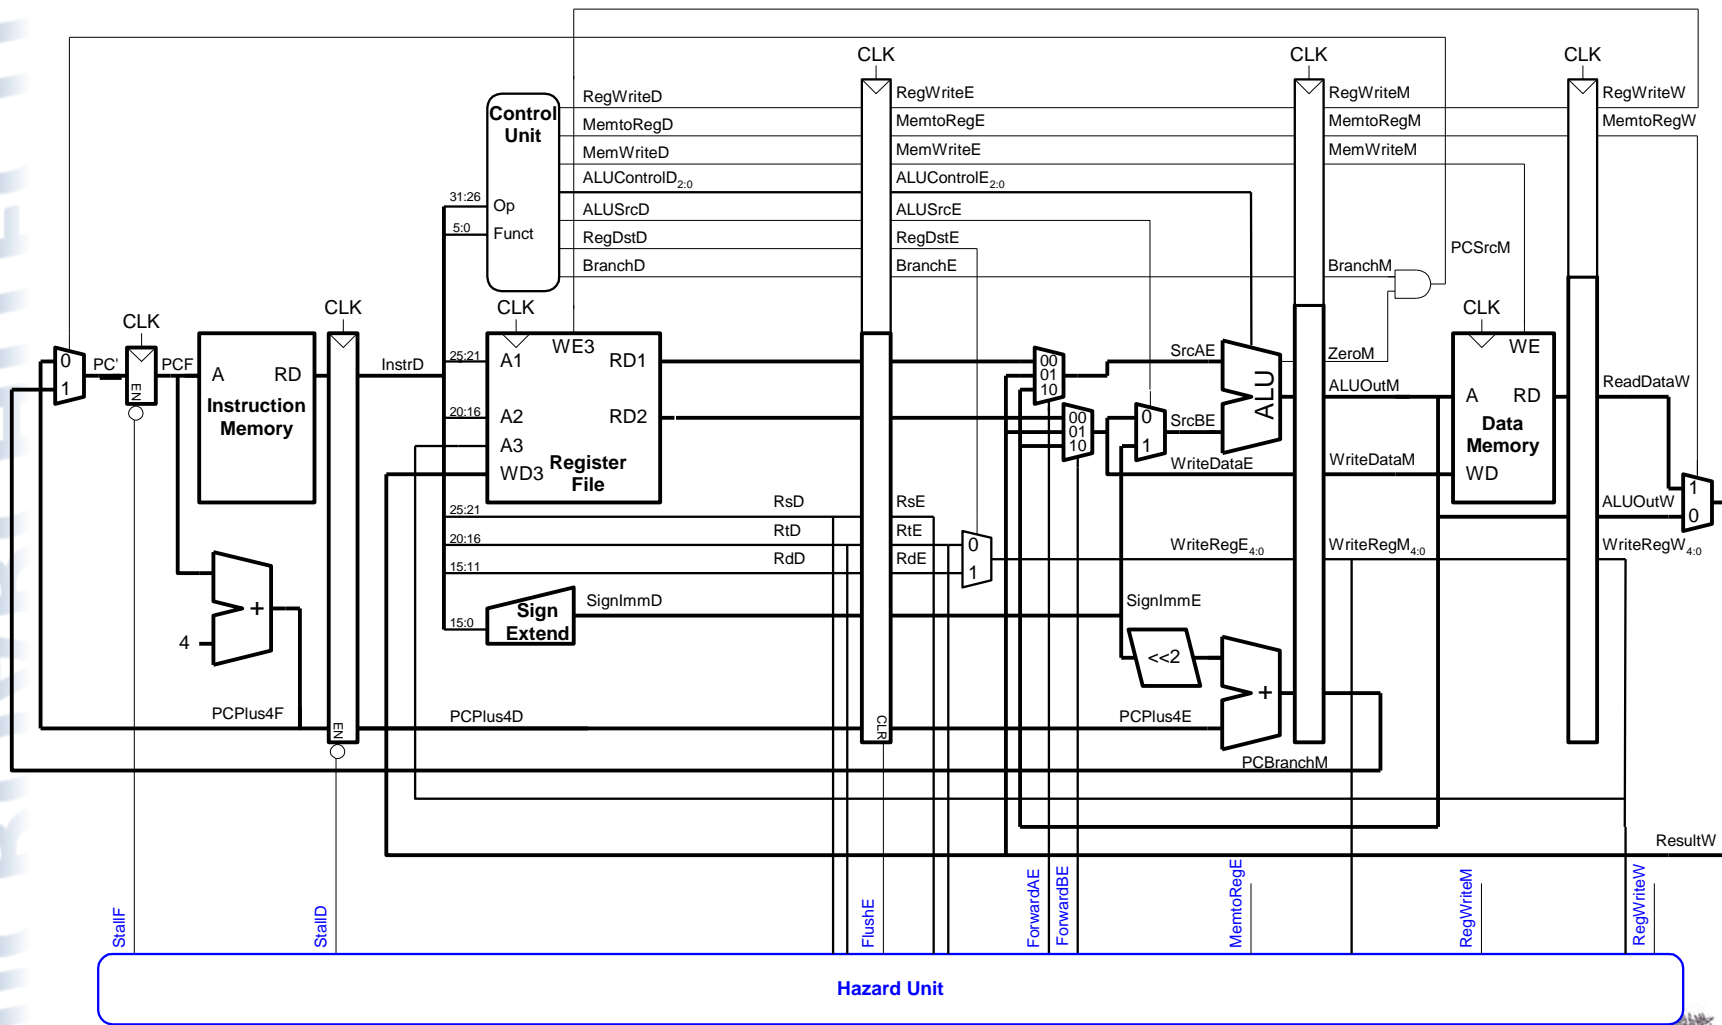 CLK
CLK
CLK
Control
Unit
RegWriteD
MemtoRegD
MemWriteD
ALUControlD2:0
ALUSrcD
RegDstD
BranchD
31:26
Op
5:0
Funct
RegWriteE
MemtoRegE
MemWriteE
ALUControlE2:0
ALUSrcE
RegDstE
BranchE
RegWriteM
MemtoRegM
MemWriteM
BranchM
PCSrcM
RegWriteW
MemtoRegW
CLK
CLK
CLK
CLK
0
1
PC'
EN
PCF
A
RD
Instruction
Memory
InstrD
25:21
A1
WE3
RD1
20:16
A2
RD2
A3
WD3
Register
File
00
01
10
00
01
10
0
1
SrcAE
SrcBE
ALU
WriteDataE
ZeroM
ALUOutM
WriteDataM
WE
A
RD
Data
Memory
WD
ReadDataW
ALUOutW
1
0
25:21
RsD
RsE
20:16
RtD
RtE
15:11
RdD
RdE
0
1
WriteRegE4:0
WriteRegM4:0
WriteRegW4:0
15:0
Sign
Extend
SignImmD
SignImmE
4
+
<<2
+
PCPlus4F
EN
PCPlus4D
CLR
PCPlus4E
PCBranchM
ResultW
StallF
StallD
FlushE
ForwardAE
ForwardBE
MemtoRegE
RegWriteM
RegWriteW
Hazard Unit